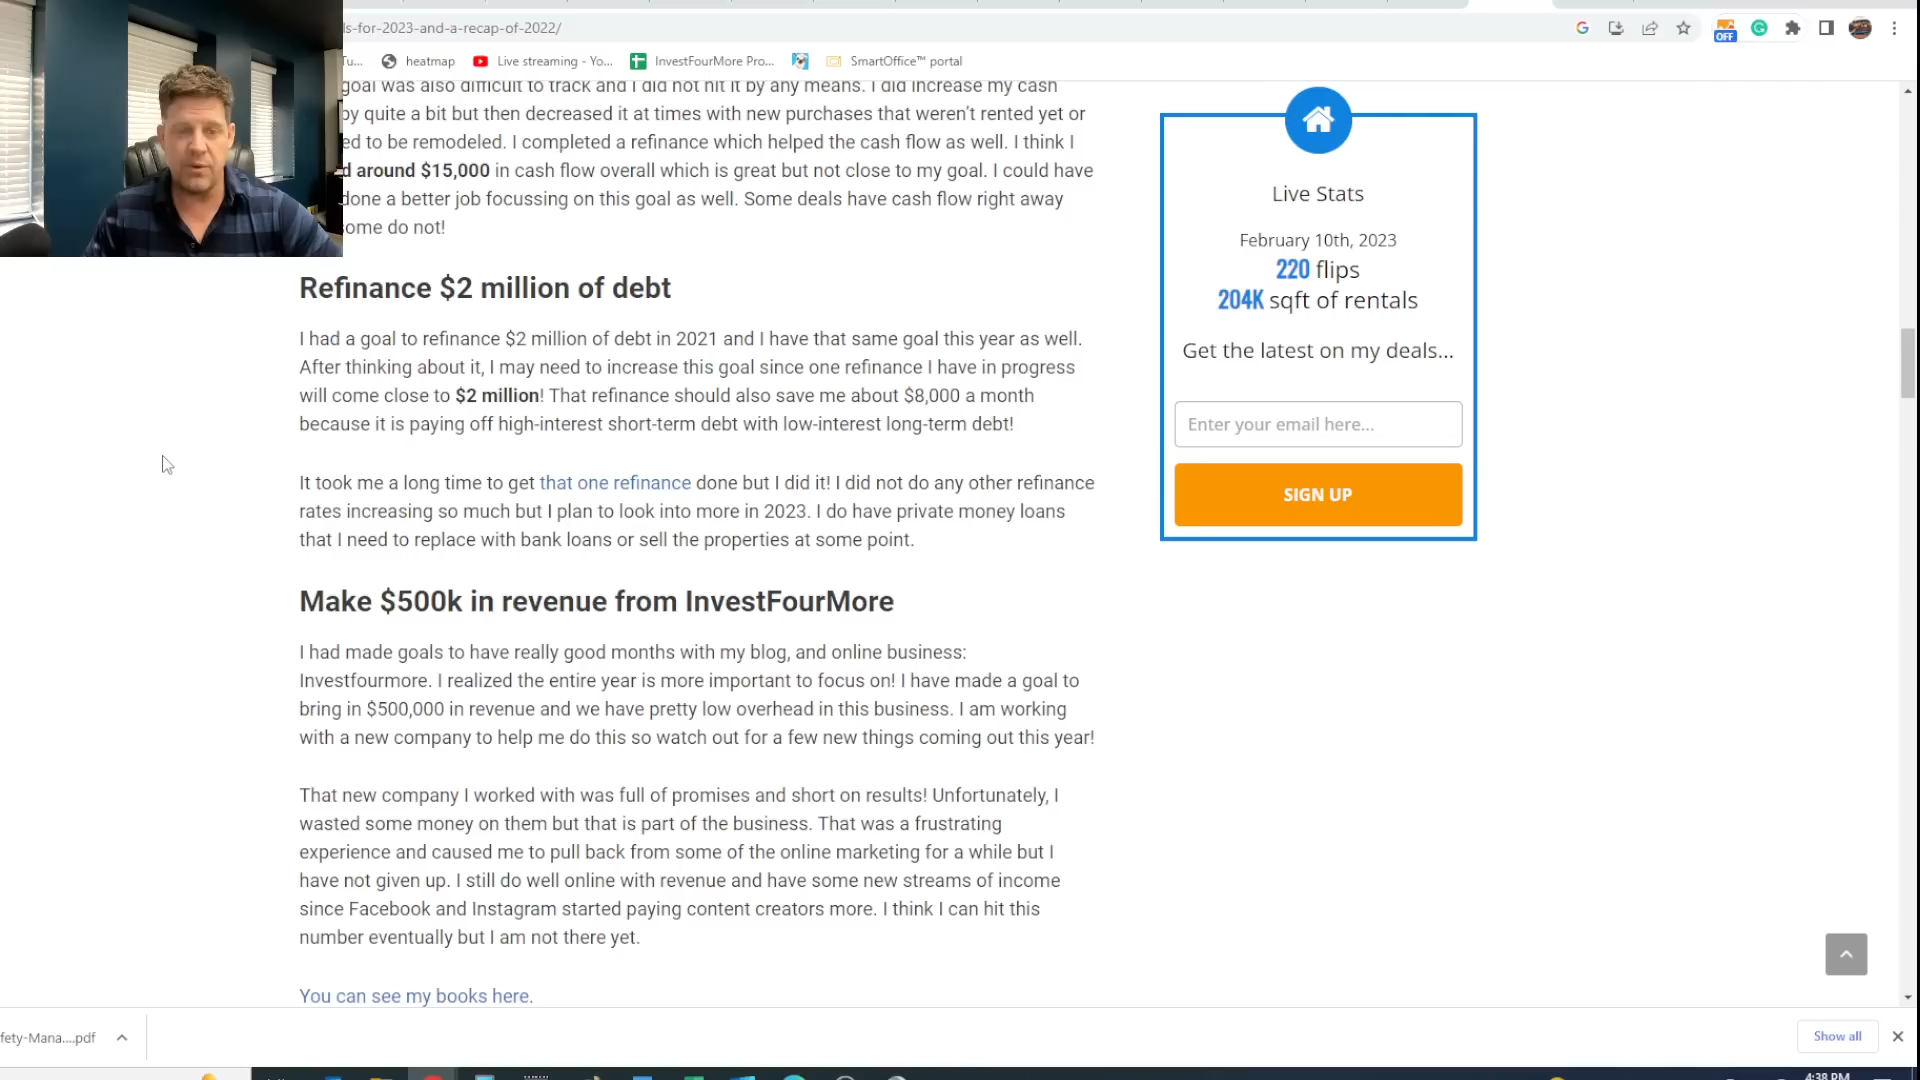 ls-for-2023-and-a-recap-of-2022/
OFF
Tu...
heatmap
Live streaming - Yo...
InvestFourMore Pro...
SmartOffice™ portal
goal was also difficult to track and I did not hit it by any means. I did increase my cash
by quite a bit but then decreased it at times with new purchases that weren't rented yet or
ed to be remodeled. I completed a refinance which helped the cash flow as well. I think I
d around $15,000 in cash flow overall which is great but not close to my goal. I could have
done a better job focussing on this goal as well. Some deals have cash flow right away
some do not!
Refinance $2 million of debt
I had a goal to refinance $2 million of debt in 2021 and I have that same goal this year as well.
After thinking about it, I may need to increase this goal since one refinance I have in progress
will come close to $2 million! That refinance should also save me about $8,000 a month
because it is paying off high-interest short-term debt with low-interest long-term debt!
It took me a long time to get that one refinance done but I did it! I did not do any other refinance
rates increasing so much but I plan to look into more in 2023. I do have private money loans
that I need to replace with bank loans or sell the properties at some point.
Make $500k in revenue from InvestFourMore
I had made goals to have really good months with my blog, and online business:
Investfourmore. I realized the entire year is more important to focus on! I have made a goal to
bring in $500,000 in revenue and we have pretty low overhead in this business. I am working
with a new company to help me do this so watch out for a few new things coming out this year!
That new company I worked with was full of promises and short on results! Unfortunately, I
wasted some money on them but that is part of the business. That was a frustrating
experience and caused me to pull back from some of the online marketing for a while but I
have not given up. I still do well online with revenue and have some new streams of income
since Facebook and Instagram started paying content creators more. I think I can hit this
number eventually but I am not there yet.
You can see my books here.
Live Stats
February 10th, 2023
220 flips
204K sqft of rentals
Get the latest on my deals...
Enter your email here...
SIGN UP
fety-Mana....pdf
Show all
4:38 PM